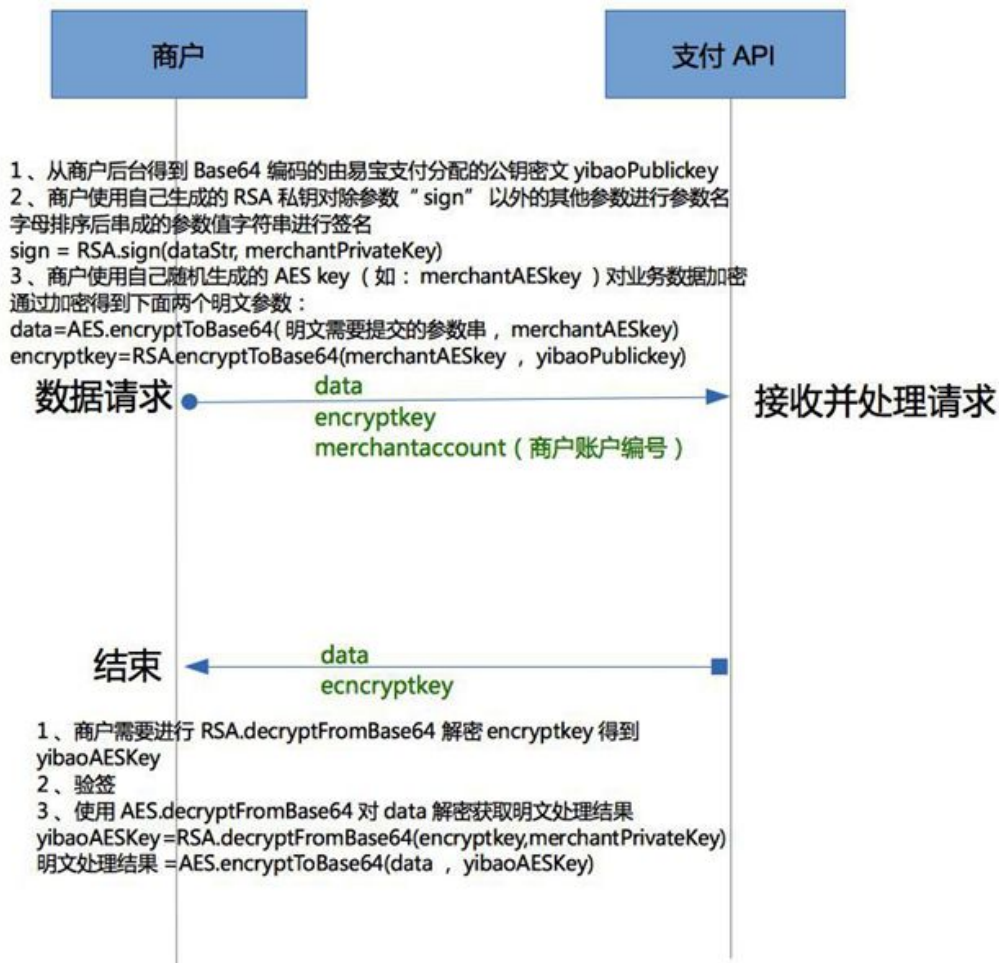 商户
支付 API
1、从商户后台得到 Base64 编码的由易宝支付分配的公钥密文 yibaoPublickey
2、商户使用自己生成的 RSA 私钥对除参数“sign”以外的其他参数进行参数名
字母排序后串成的参数值字符串进行签名
sign = RSA.sign(dataStr, merchantPrivateKey)
3、商户使用自己随机生成的 AES key（如：merchantAESkey）对业务数据加密
通过加密得到下面两个明文参数：
data=AES.encryptToBase64( 明文需要提交的参数串，merchantAESkey)
encryptkey=RSA.encryptToBase64(merchantAESkey ，yibaoPublickey)
数据请求
data
encryptkey
merchantaccount（商户账户编号）
接收并处理请求
结束
data
ecncryptkey
1、商户需要进行 RSA.decryptFromBase64 解密 encryptkey 得到
yibaoAESKey
2、验签
3、使用 AES.decryptFromBase64 对 data 解密获取明文处理结果
yibaoAESKey=RSA.decryptFromBase64(encryptkey,merchantPrivateKey)
明文处理结果 =AES.encryptToBase64(data ，yibaoAESKey)